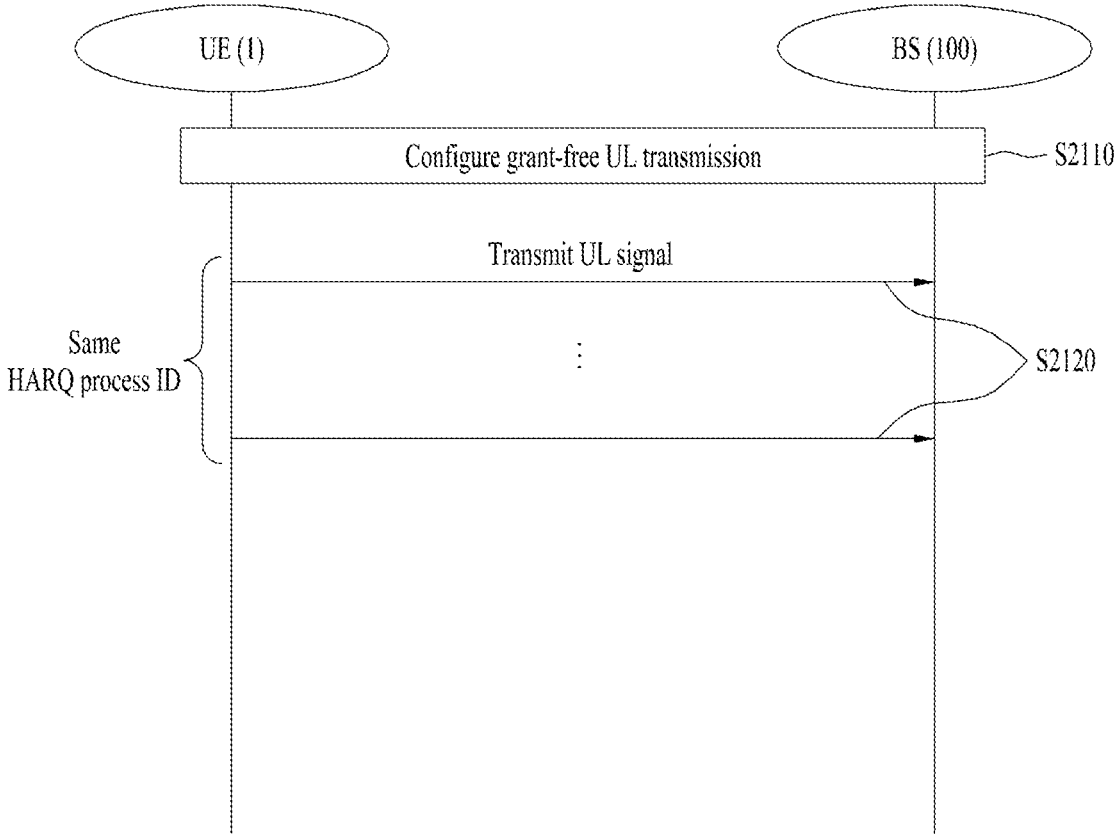 UE (1)
BS (100)
Configure grant-free UL transmission
S2110
Transmit UL signal
Same
HARQ process ID
S2120